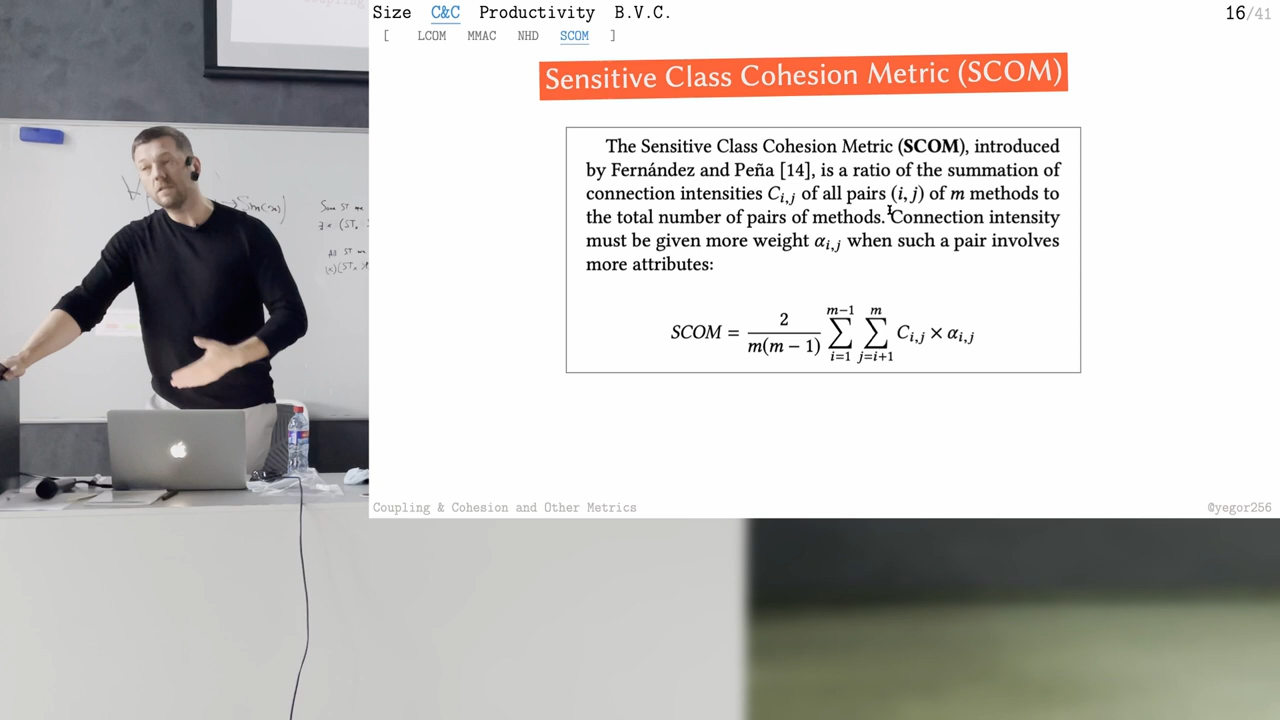 Size C&C Productivity B.V.C. 16/41
[ LCOM MMAC NHD SCOM ]
Sensitive Class Cohesion Metric (SCOM)
The Sensitive Class Cohesion Metric (SCOM), introduced
by Fernández and Peña [14], is a ratio of the summation of
connection intensities C_{i,j} of all pairs (i, j) of m methods to
the total number of pairs of methods. Connection intensity
must be given more weight α_{i,j} when such a pair involves
more attributes:
SCOM = \frac{2}{m(m − 1)} \sum_{i=1}^{m−1} \sum_{j=i+1}^{m} C_{i,j} × α_{i,j}
Coupling & Cohesion and Other Metrics @yegor256